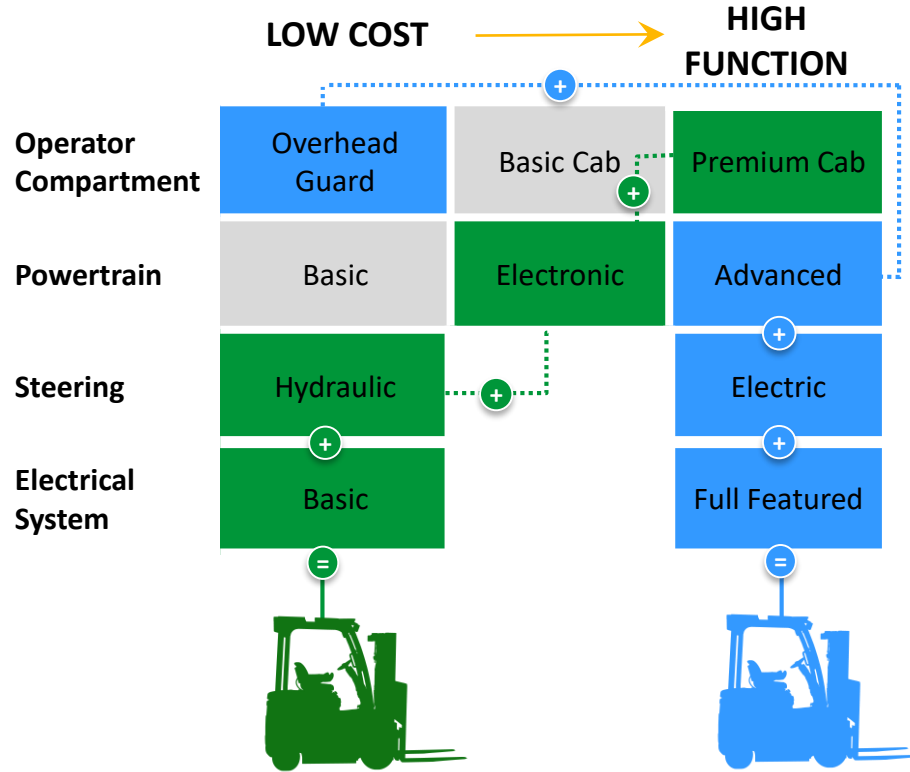 LOW COST
HIGH
FUNCTION
+
Operator
Compartment
Overhead
Guard
Basic Cab
Premium Cab
+
Powertrain
Basic
Electronic
Advanced
+
Steering
Hydraulic
+
Electric
+
+
Electrical
System
Basic
Full Featured
=
=